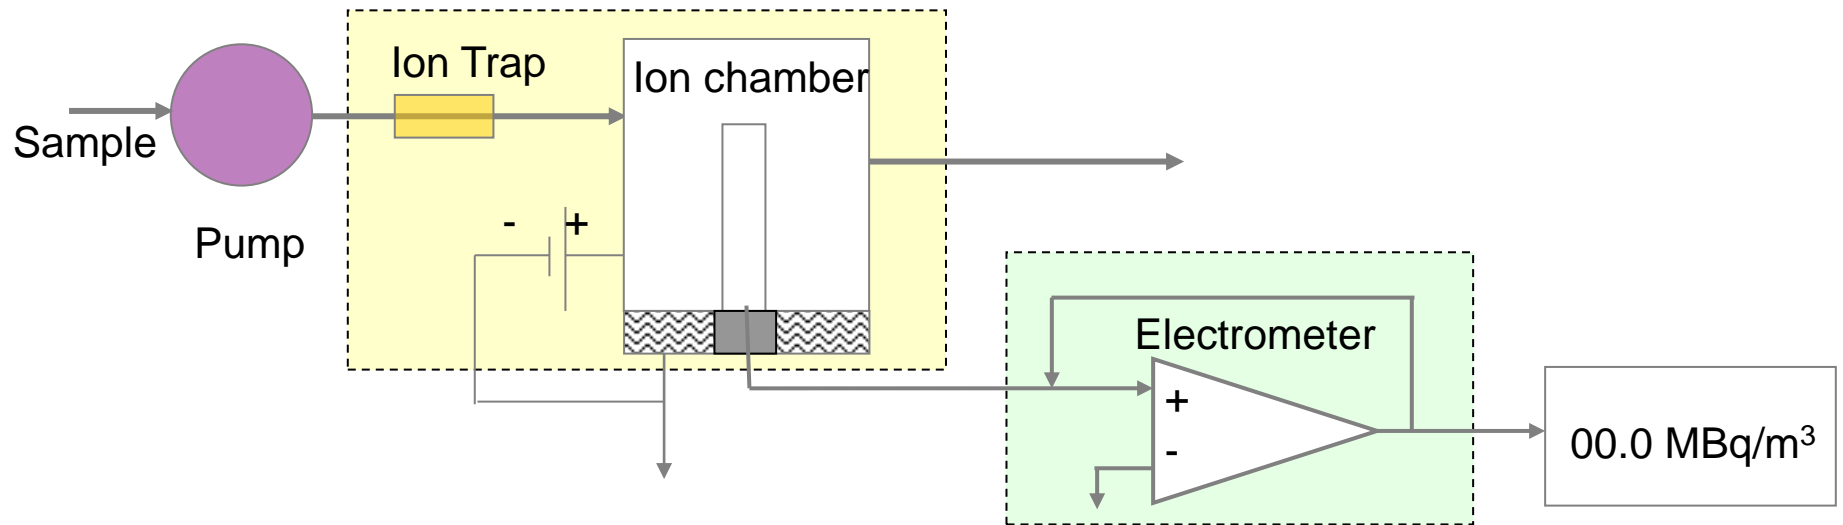 Sample
Pump
Ion Trap
Ion chamber
- +
Electrometer
+
-
00.0 MBq/m³